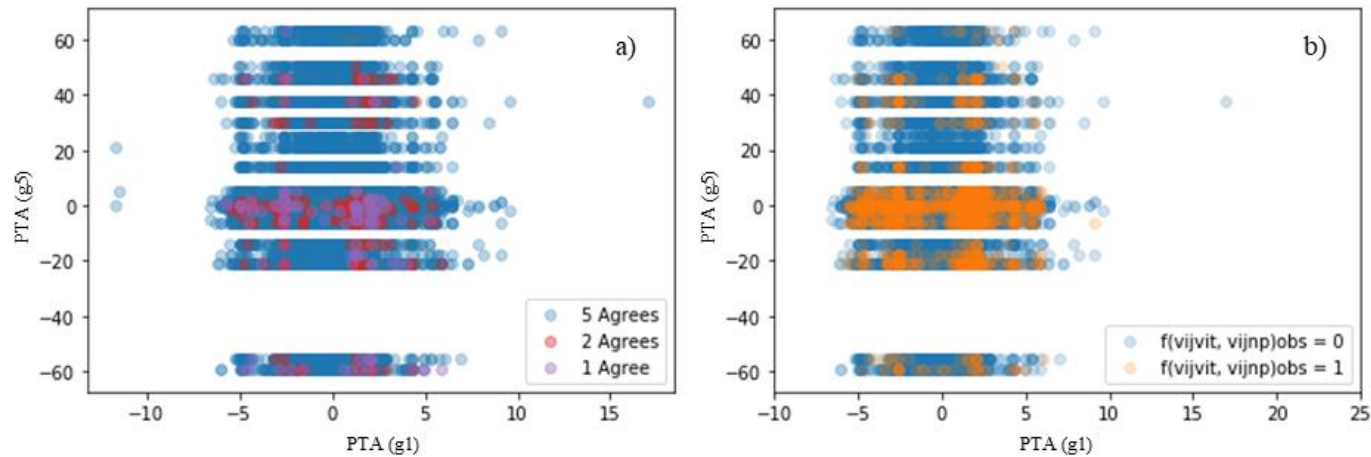 a)
PTA (g5)
60
40
20
0
−20
−40
−60
−10
−5
0
5
10
15
PTA (g1)
5 Agrees
2 Agrees
1 Agree
b)
PTA (g5)
60
40
20
0
−20
−40
−60
−10
−5
0
5
10
15
20
25
PTA (g1)
f(vijvit, vijnp)obs = 0
f(vijvit, vijnp)obs = 1